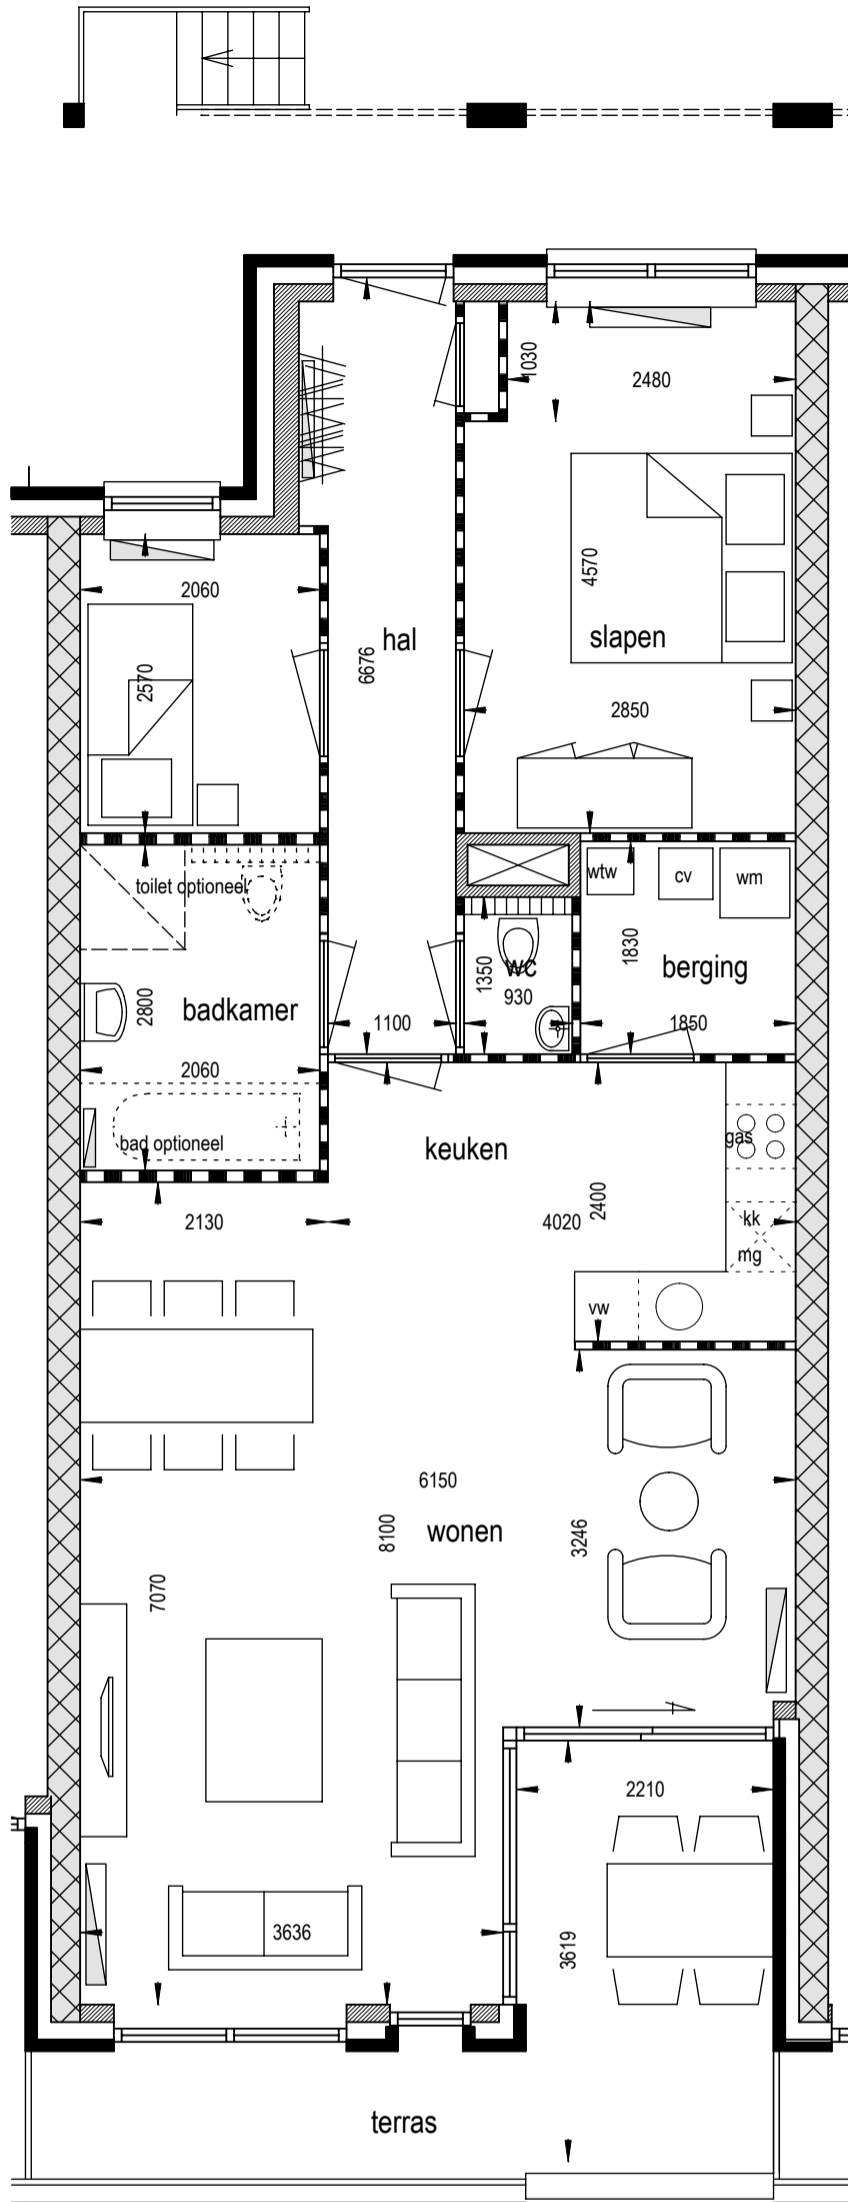 1030
2480
4570
2060
hal
slapen
6676
2570
2850
wtw
cv
wm
toilet optioneel
1350
wc
1830
berging
930
2800
badkamer
1100
1850
2060
bad optioneel
keuken
gas
2130
4020
2400
kk
mg
vw
6150
8100
wonen
3246
7070
2210
3636
3619
terras